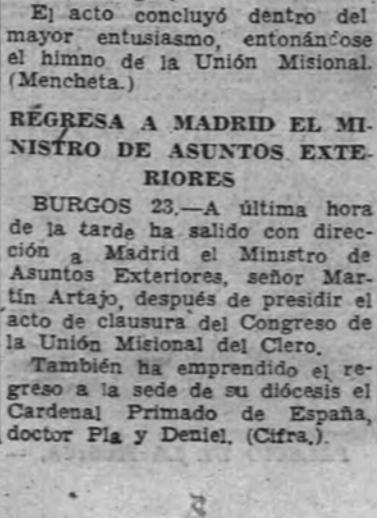 El acto concluyó dentro del
mayor entusiasmo, entonándose
el himno de la Unión Misional.
(Mencheta.)
REGRESA A MADRID EL MI-
NISTRO DE ASUNTOS EXTE-
RIORES
BURGOS 23.—A última hora
de la tarde ha salido con direc-
ción a Madrid el Ministro de
Asuntos Exteriores, señor Mar-
tín Artajo, después de presidir el
acto de clausura del Congreso de
la Unión Misional del Clero.
También ha emprendido el re-
greso a la sede de su diócesis el
Cardenal Primado de España,
doctor Pla y Deniel. (Cifra.).